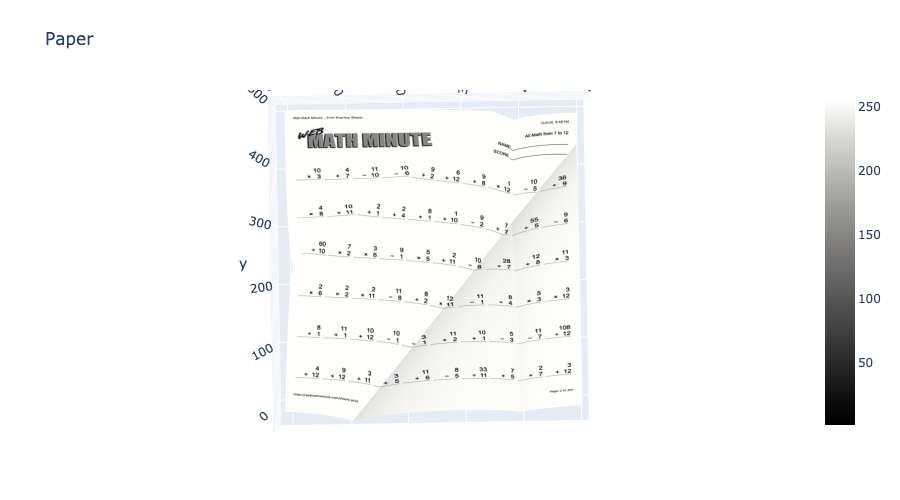 Paper
Web Math Minute - Print Practice Sheets
WEB
MATH MINUTE
All Math from 1 to 12
NAME
SCORE
10 4 11 10 9 6 9 1 10 36
× 3 + 7 − 10 − 6 + 2 + 12 + 8 × 12 − 5 ÷ 9
4 10 2 2 8 1 9 7 55 9
× 8 + 11 + 1 + 4 + 1 + 10 − 2 + 7 ÷ 5 − 6
60 7 3 9 5 2 10 28 12 11
÷ 10 × 2 × 6 − 1 × 5 + 11 − 8 ÷ 7 + 8 × 3
2 2 2 11 8 12 11 8 5 3
× 6 × 2 × 11 − 8 + 2 × 11 − 1 ÷ 4 × 3 × 12
8 11 10 10 3 11 10 5 11 108
÷ 1 + 1 + 12 − 1 − 1 + 2 + 1 − 3 − 7 ÷ 12
4 9 3 3 11 8 33 7 2 3
+ 12 + 12 + 11 + 5 + 6 − 5 ÷ 11 + 5 + 7 + 12
400
300
y
200
100
0
250
200
150
100
50